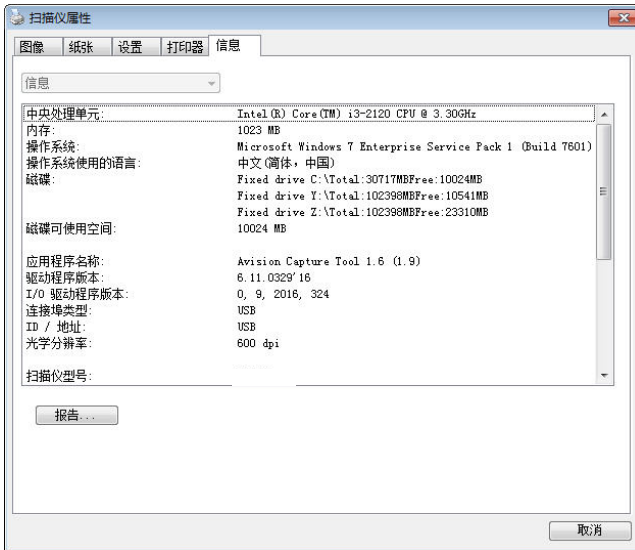 扫描仪属性
图像 纸张 设置 打印器 信息
信息
中央处理单元: Intel(R) Core(TM) i3-2120 CPU @ 3.30GHz
内存: 1023 MB
操作系统: Microsoft Windows 7 Enterprise Service Pack 1 (Build 7601)
操作系统使用的语言: 中文(简体，中国)
磁碟: Fixed drive C:\Total:30717MBFree:10024MB
Fixed drive Y:\Total:102398MBFree:10541MB
Fixed drive Z:\Total:102398MBFree:23310MB
磁碟可使用空间: 10024 MB
应用程序名称: Avision Capture Tool 1.6 (1.9)
驱动程序版本: 6.11.0329'16
I/O 驱动程序版本: 0, 9, 2016, 324
连接埠类型: USB
ID / 地址: USB
光学分辨率: 600 dpi
扫描仪型号:
报告...
取消